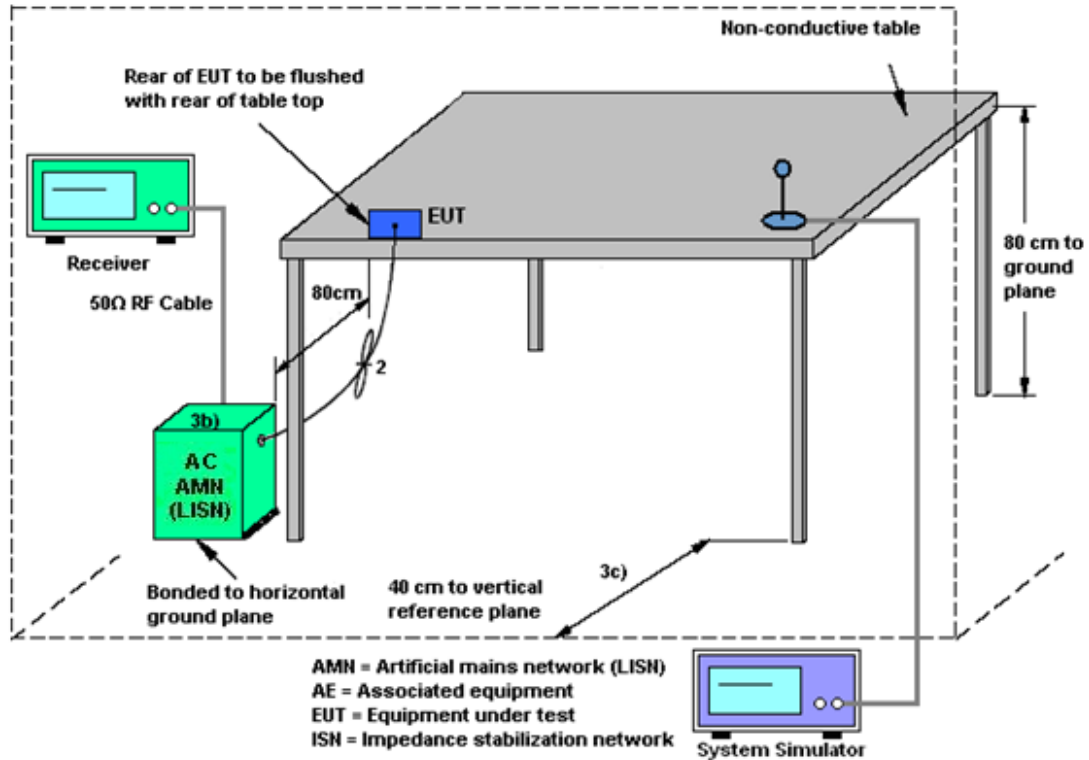 Non-conductive table
Rear of EUT to be flushed
with rear of table top
EUT
Receiver
80 cm to
ground
plane
50Ω RF Cable
80cm
2
3b)
AC
AMN
(LISN)
3c)
Bonded to horizontal
ground plane
40 cm to vertical
reference plane
AMN = Artificial mains network (LISN)
AE = Associated equipment
EUT = Equipment under test
ISN = Impedance stabilization network
System Simulator